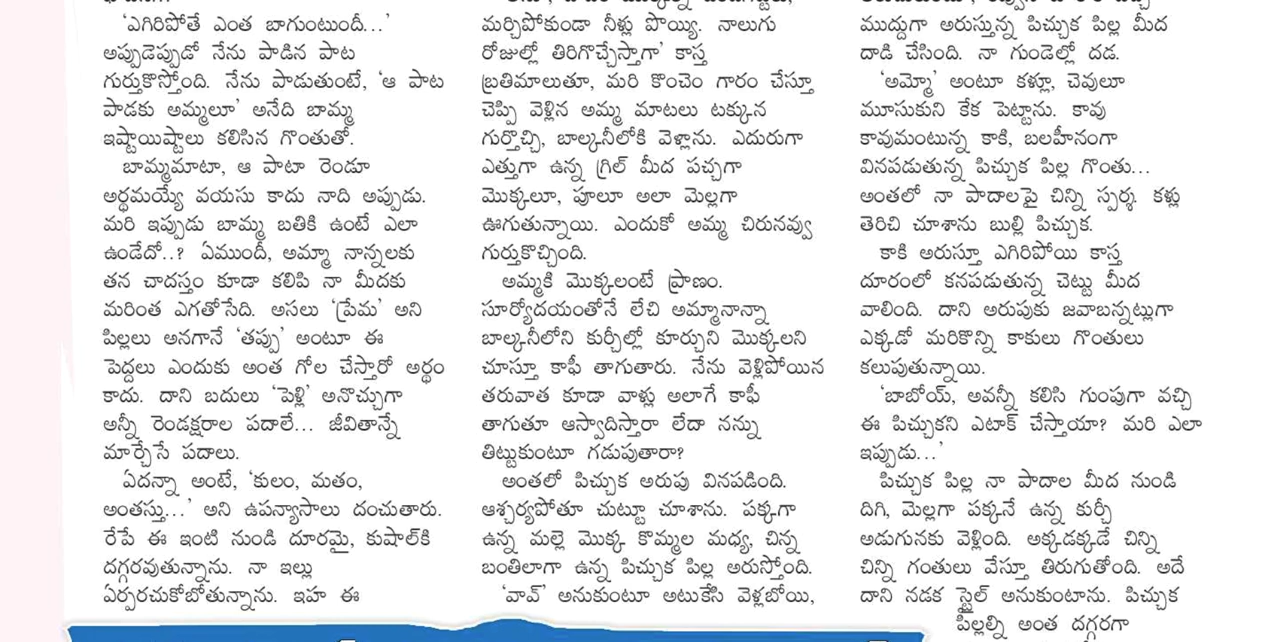 'ఎగిరిపోతే ఎంత బాగుంటుందీ...'
అప్పుడెప్పుడో నేను పాడిన పాట
గుర్తుకొస్తోంది. నేను పాడుతుంటే, 'ఆ పాట
పాడకు అమ్మలూ' అనేది బామ్మ
ఇష్టాయిష్టాలు కలిసిన గొంతుతో.
బామ్మమాటా, ఆ పాటా రెండూ
అర్థమయ్యే వయసు కాదు నాది అప్పుడు.
మరి ఇప్పుడు బామ్మ బతికి ఉంటే ఎలా
ఉండేదో..? ఏముందీ, అమ్మా నాన్నలకు
తన చాదస్తం కూడా కలిపి నా మీదకు
మరింత ఎగతోసేది. అసలు 'ప్రేమ' అని
పిల్లలు అనగానే 'తప్పు' అంటూ ఈ
పెద్దలు ఎందుకు అంత గోల చేస్తారో అర్థం
కాదు. దాని బదులు 'పెళ్లి' అనొచ్చుగా
అన్నీ రెండక్షరాల పదాలే... జీవితాన్నే
మార్చేసే పదాలు.
ఏదన్నా అంటే, 'కులం, మతం,
అంతస్తు...' అని ఉపన్యాసాలు దంచుతారు.
రేపే ఈ ఇంటి నుండి దూరమై, కుషాల్‌కి
దగ్గరవుతున్నాను. నా ఇల్లు
ఏర్పరచుకోబోతున్నాను. ఇహ ఈ
మర్చిపోకుండా నీళ్లు పొయ్యి. నాలుగు
రోజుల్లో తిరిగొచ్చేస్తాగా' కాస్త
బ్రతిమాలుతూ, మరి కొంచెం గారం చేస్తూ
చెప్పి వెళ్లిన అమ్మ మాటలు టక్కున
గుర్తొచ్చి, బాల్కనీలోకి వెళ్లాను. ఎదురుగా
ఎత్తుగా ఉన్న గ్రిల్ మీద పచ్చగా
మొక్కలూ, పూలూ అలా మెల్లగా
ఊగుతున్నాయి. ఎందుకో అమ్మ చిరునవ్వు
గుర్తుకొచ్చింది.
అమ్మకి మొక్కలంటే ప్రాణం.
సూర్యోదయంతోనే లేచి అమ్మానాన్నా
బాల్కనీలోని కుర్చీల్లో కూర్చుని మొక్కలని
చూస్తూ కాఫీ తాగుతారు. నేను వెళ్లిపోయిన
తరువాత కూడా వాళ్లు అలాగే కాఫీ
తాగుతూ ఆస్వాదిస్తారా లేదా నన్ను
తిట్టుకుంటూ గడుపుతారా?
అంతలో పిచ్చుక అరుపు వినపడింది.
ఆశ్చర్యపోతూ చుట్టూ చూశాను. పక్కగా
ఉన్న మల్లె మొక్క కొమ్మల మధ్య, చిన్న
బంతిలాగా ఉన్న పిచ్చుక పిల్ల అరుస్తోంది.
'వావ్' అనుకుంటూ అటుకేసి వెళ్లబోయి,
ముద్దుగా అరుస్తున్న పిచ్చుక పిల్ల మీద
దాడి చేసింది. నా గుండెల్లో దడ.
'అమ్మో' అంటూ కళ్లూ, చెవులూ
మూసుకుని కేక పెట్టాను. కావు
కావుమంటున్న కాకి, బలహీనంగా
వినపడుతున్న పిచ్చుక పిల్ల గొంతు...
అంతలో నా పాదాలపై చిన్ని స్పర్శ. కళ్లు
తెరిచి చూశాను బుల్లి పిచ్చుక.
కాకి అరుస్తూ ఎగిరిపోయి కాస్త
దూరంలో కనపడుతున్న చెట్టు మీద
వాలింది. దాని అరుపుకు జవాబన్నట్లుగా
ఎక్కడో మరికొన్ని కాకులు గొంతులు
కలుపుతున్నాయి.
'బాబోయ్, అవన్నీ కలిసి గుంపుగా వచ్చి
ఈ పిచ్చుకని ఎటాక్ చేస్తాయా? మరి ఎలా
ఇప్పుడు...'
పిచ్చుక పిల్ల నా పాదాల మీద నుండి
దిగి, మెల్లగా పక్కనే ఉన్న కుర్చీ
అడుగునకు వెళ్లింది. అక్కడక్కడే చిన్ని
చిన్ని గంతులు వేస్తూ తిరుగుతోంది. అదే
దాని నడక స్టైల్ అనుకుంటాను. పిచ్చుక
పిల్లల్ని అంత దగ్గరగా